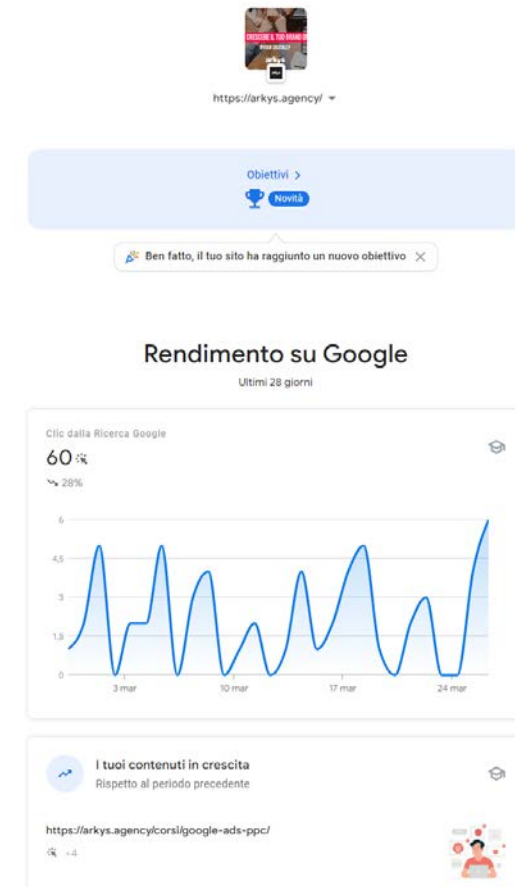 CRESCERE IL TUO BRAND
arkys
https://arkys.agency/
Obiettivi
Novità
Ben fatto, il tuo sito ha raggiunto un nuovo obiettivo
Rendimento su Google
Ultimi 28 giorni
Clic dalla Ricerca Google
60
28%
6
4,5
3
1,5
0
3 mar 10 mar 17 mar 24 mar
I tuoi contenuti in crescita
Rispetto al periodo precedente
https://arkys.agency/corsi/google-ads-ppc/
+4